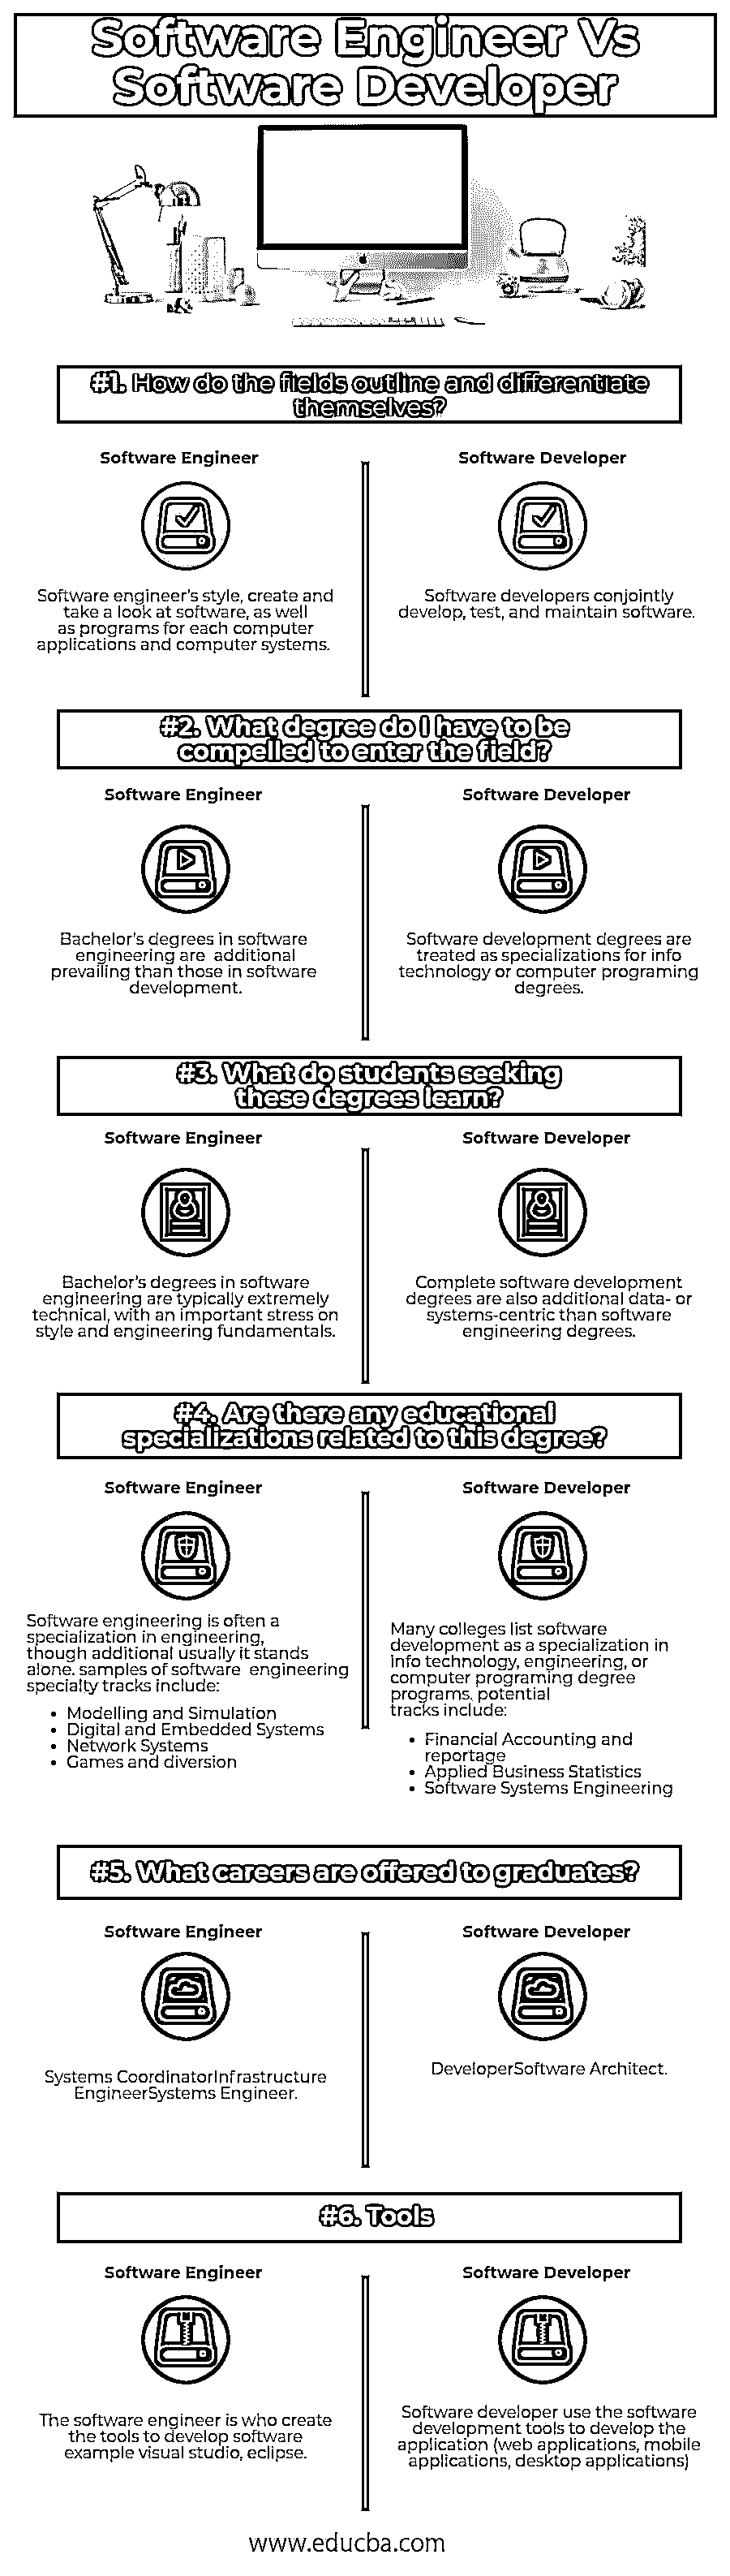 Software Engineer Vs
Software Developer
#1. How do the fields outline and differentiate
themselves?
Software Engineer
Software engineer's style, create and
take a look at software, as well
as programs for each computer
applications and computer systems.
Software Developer
Software developers conjointly
develop, test, and maintain software.
#2. What degree do I have to be
compelled to enter the field?
Software Engineer
Bachelor's degrees in software
engineering are additional
prevailing than those in software
development.
Software Developer
Software development degrees are
treated as specializations for info
technology or computer programing
degrees.
#3. What do students seeking
these degrees learn?
Software Engineer
Bachelor's degrees in software
engineering are typically extremely
technical, with an important stress on
style and engineering fundamentals.
Software Developer
Complete software development
degrees are also additional data- or
systems-centric than software
engineering degrees.
#4. Are there any educational
specializations related to this degree?
Software Engineer
Software engineering is often a
specialization in engineering,
though additional usually it stands
alone. samples of software engineering
specialty tracks include:
• Modelling and Simulation
• Digital and Embedded Systems
• Network Systems
• Games and diversion
Software Developer
Many colleges list software
development as a specialization in
info technology, engineering, or
computer programing degree
programs. potential
tracks include:
• Financial Accounting and
reportage
• Applied Business Statistics
• Software Systems Engineering
#5. What careers are offered to graduates?
Software Engineer
Systems CoordinatorInfrastructure
EngineerSystems Engineer.
Software Developer
DeveloperSoftware Architect.
#6. Tools
Software Engineer
The software engineer is who create
the tools to develop software
example visual studio, eclipse.
Software Developer
Software developer use the software
development tools to develop the
application (web applications, mobile
applications, desktop applications)
www.educba.com